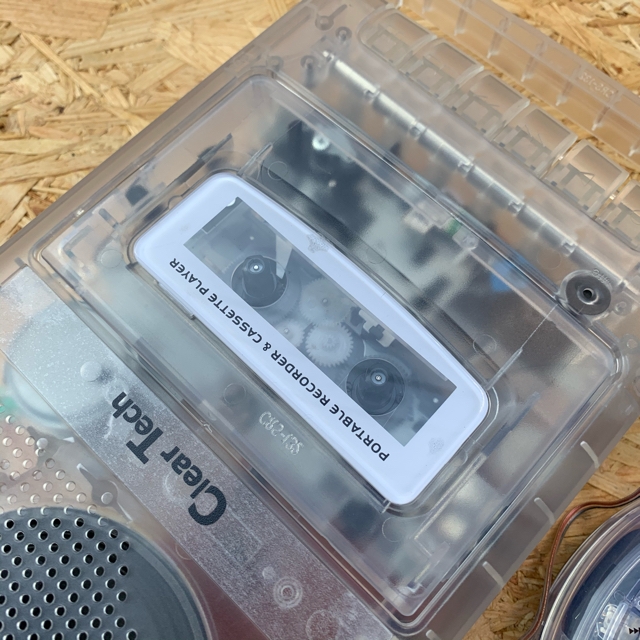 PORTABLE RECORDER & CASSETTE PLAYER
Clear Tech